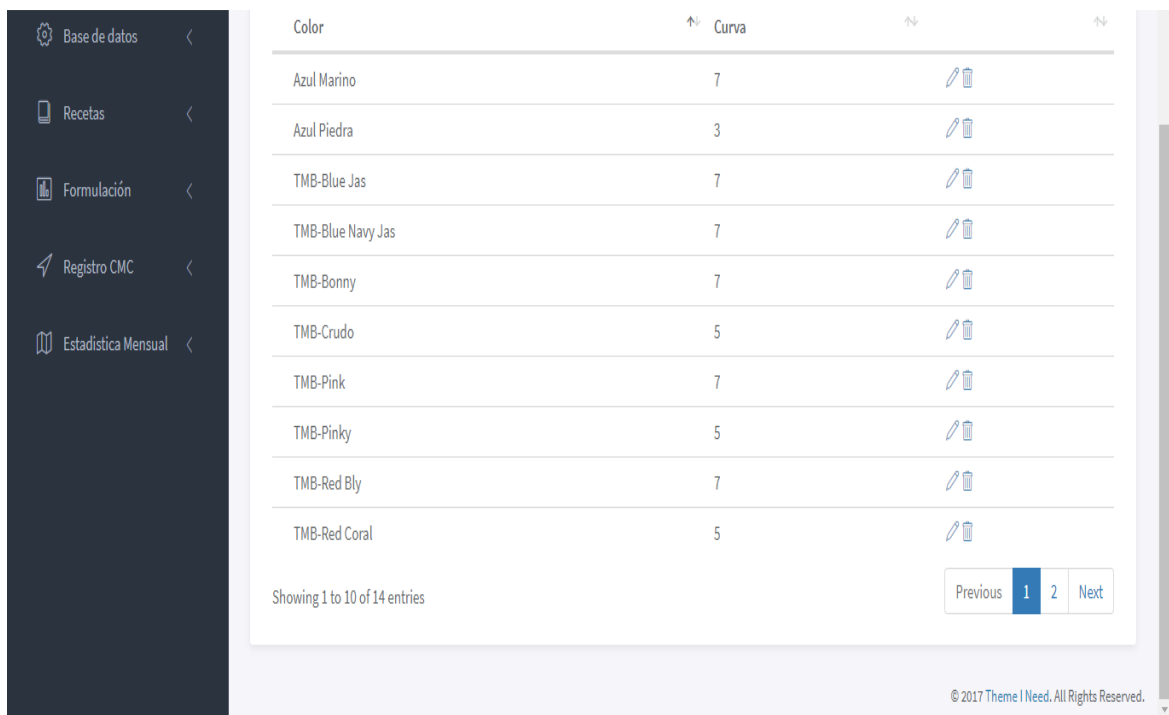 Base de datos
Recetas
Formulación
Registro CMC
Estadistica Mensual
Color Curva
Azul Marino 7
Azul Piedra 3
TMB-Blue Jas 7
TMB-Blue Navy Jas 7
TMB-Bonny 7
TMB-Crudo 5
TMB-Pink 7
TMB-Pinky 5
TMB-Red Bly 7
TMB-Red Coral 5
Showing 1 to 10 of 14 entries
Previous 1 2 Next
© 2017 Theme I Need. All Rights Reserved.